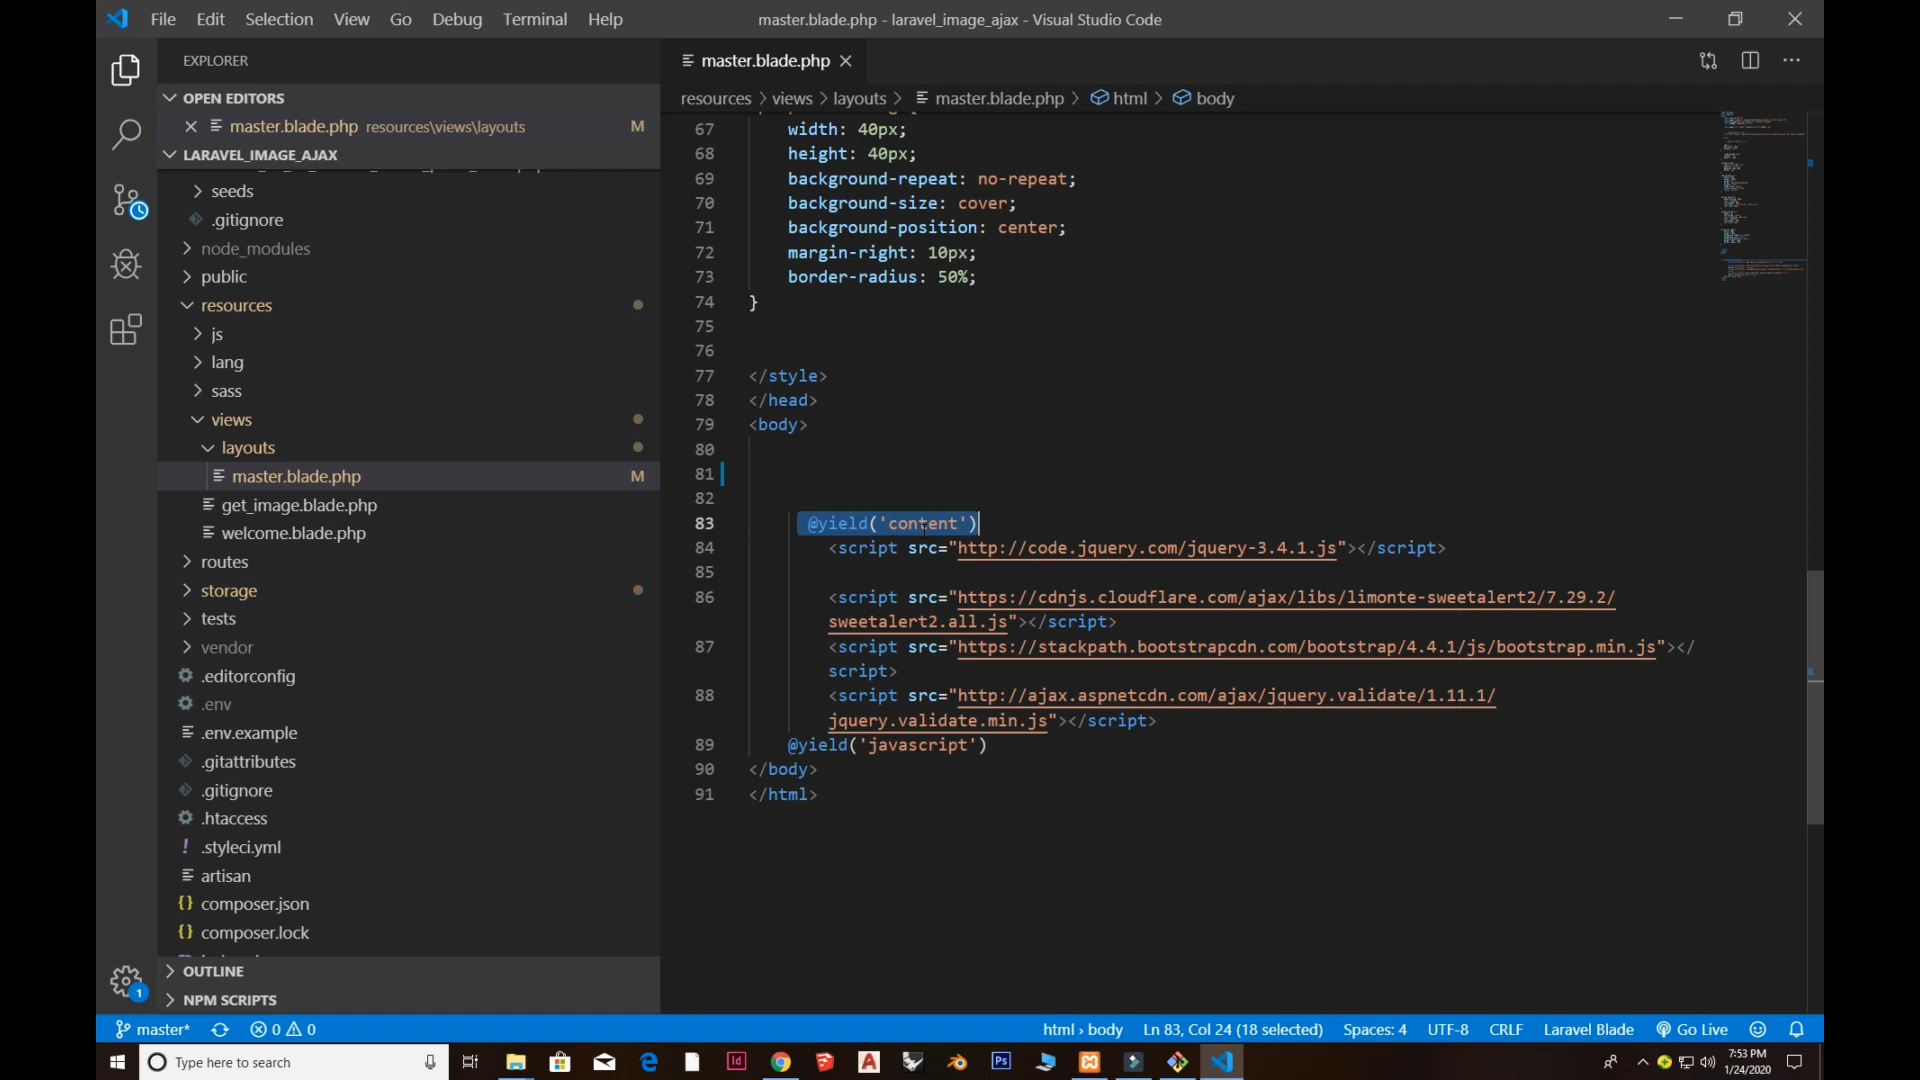 File Edit Selection View Go Debug Terminal Help
master.blade.php - laravel_image_ajax - Visual Studio Code
EXPLORER
OPEN EDITORS
master.blade.php resources\views\layouts M
LARAVEL_IMAGE_AJAX
seeds
.gitignore
node_modules
public
resources
js
lang
sass
views
layouts
master.blade.php M
get_image.blade.php
welcome.blade.php
routes
storage
tests
vendor
.editorconfig
.env
.env.example
.gitattributes
.gitignore
.htaccess
! .styleci.yml
artisan
{} composer.json
{} composer.lock
OUTLINE
NPM SCRIPTS
1
master.blade.php
resources > views > layouts > master.blade.php > html > body
67 width: 40px;
68 height: 40px;
69 background-repeat: no-repeat;
70 background-size: cover;
71 background-position: center;
72 margin-right: 10px;
73 border-radius: 50%;
74 }
75
76
77 </style>
78 </head>
79 <body>
80
81
82
83 @yield('content')
84 <script src="http://code.jquery.com/jquery-3.4.1.js"></script>
85
86 <script src="https://cdnjs.cloudflare.com/ajax/libs/limonte-sweetalert2/7.29.2/
sweetalert2.all.js"></script>
87 <script src="https://stackpath.bootstrapcdn.com/bootstrap/4.4.1/js/bootstrap.min.js"></
script>
88 <script src="http://ajax.aspnetcdn.com/ajax/jquery.validate/1.11.1/
jquery.validate.min.js"></script>
89 @yield('javascript')
90 </body>
91 </html>
master* 0 0 html › body Ln 83, Col 24 (18 selected) Spaces: 4 UTF-8 CRLF Laravel Blade Go Live
Type here to search
Id
Ps
7:53 PM
1/24/2020